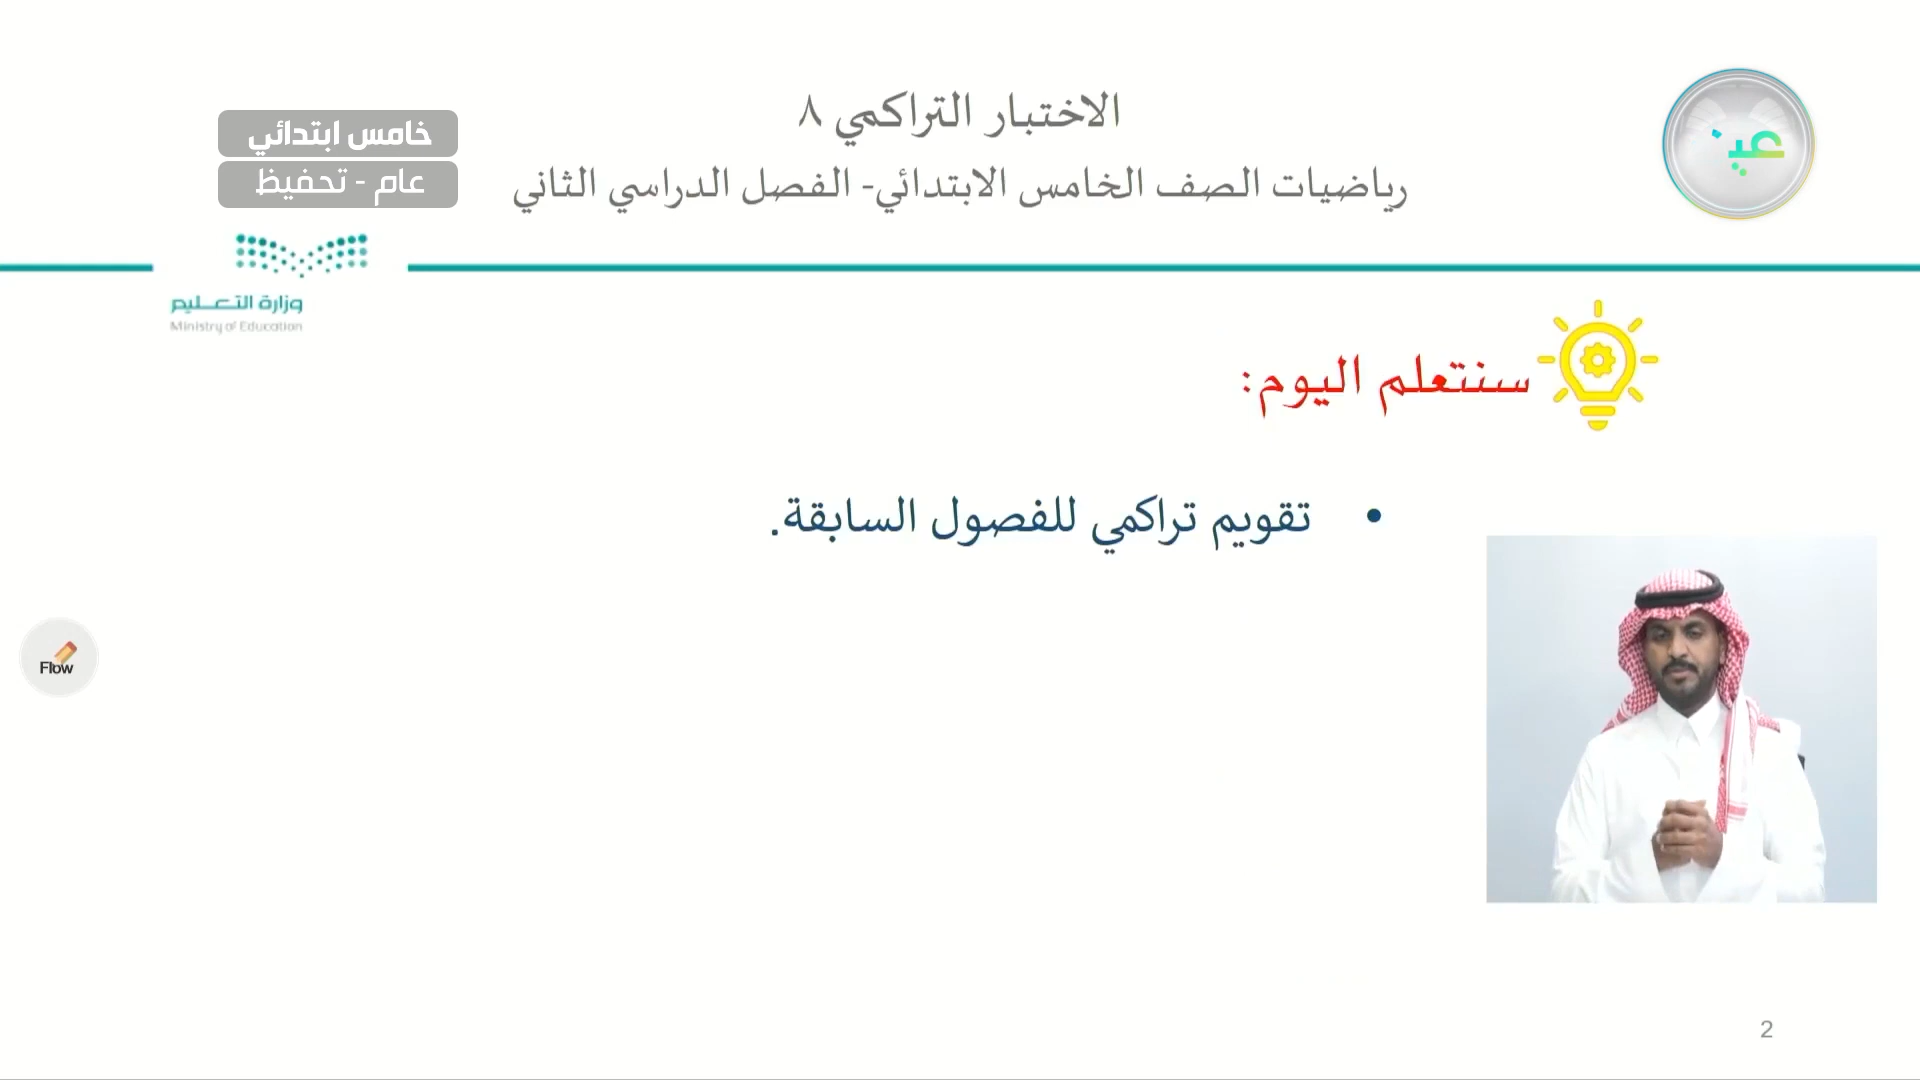 الاختبار التراكمي ٨
رياضيات الصف الخامس الابتدائي- الفصل الدراسي الثاني
خامس ابتدائي
عام - تحفيظ
عين
وزارة التعليم
Ministry of Education
سنتعلم اليوم:
• تقويم تراكمي للفصول السابقة.
Flow
2